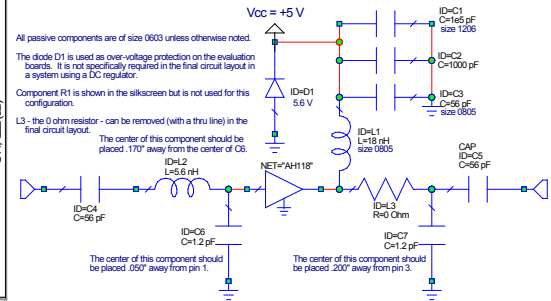 Vcc = +5 V
All passive components are of size 0603 unless otherwise noted.
The diode D1 is used as over-voltage protection on the evaluation
boards. It is not specifically required in the final circuit layout in
a system using a DC regulator.
Component R1 is shown in the silkscreen but is not used for this
configuration.
L3 - the 0 ohm resistor - can be removed (with a thru line) in the
final circuit layout.
The center of this component should be
placed .170" away from the center of C6.
ID=C1
C=1e5 pF
size 1206
ID=C2
C=1000 pF
ID=C3
C=56 pF
size 0805
ID=D1
5.6 V
ID=L1
L=18 nH
size 0805
CAP
ID=C5
C=56 pF
ID=L2
L=5.6 nH
NET="AH118"
ID=C4
C=56 pF
ID=L3
R=0 Ohm
ID=C6
C=1.2 pF
ID=C7
C=1.2 pF
The center of this component should
be placed .050" away from pin 1.
The center of this component should
be placed .200" away from pin 3.